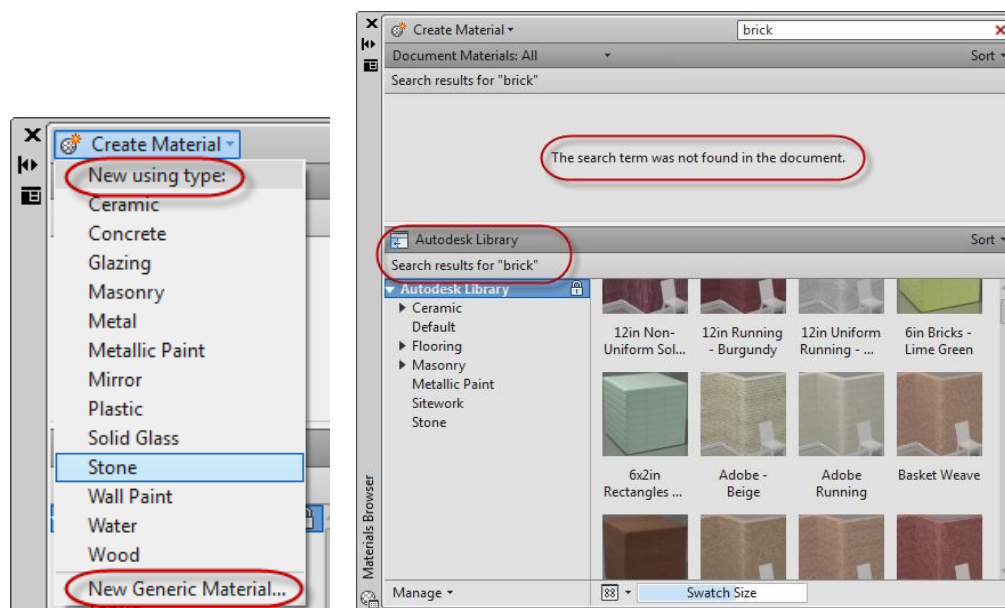 Create Material
New using type:
Ceramic
Concrete
Glazing
Masonry
Metal
Metallic Paint
Mirror
Plastic
Solid Glass
Stone
Wall Paint
Water
Wood
New Generic Material...
Create Material
brick
Document Materials: All
Sort
Search results for "brick"
The search term was not found in the document.
Autodesk Library
Sort
Search results for "brick"
Autodesk Library
Ceramic
Default
Flooring
Masonry
Metallic Paint
Sitework
Stone
12in Non-
Uniform Sol...
12in Running
- Burgundy
12in Uniform
Running - ...
6in Bricks -
Lime Green
6x2in
Rectangles ...
Adobe -
Beige
Adobe
Running
Basket Weave
Materials Browser
Manage
Swatch Size